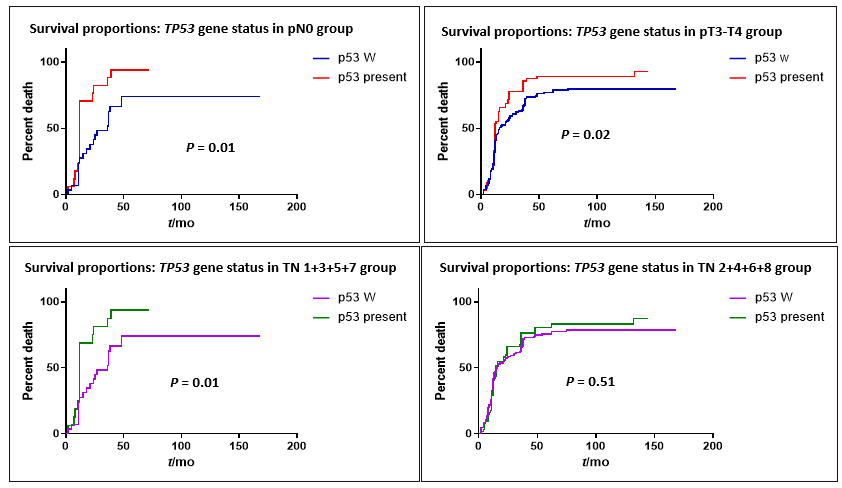 Survival proportions: TP53 gene status in pN0 group
p53 W
p53 present
Percent death
100
50
0
P = 0.01
0 50 100 150 200
t/mo
Survival proportions: TP53 gene status in pT3-T4 group
p53 w
p53 present
Percent death
100
50
0
P = 0.02
0 50 100 150 200
t/mo
Survival proportions: TP53 gene status in TN 1+3+5+7 group
p53 W
p53 present
Percent death
100
50
0
P = 0.01
0 50 100 150 200
t/mo
Survival proportions: TP53 gene status in TN 2+4+6+8 group
p53 W
p53 present
Percent death
100
50
0
P = 0.51
0 50 100 150 200
t/mo